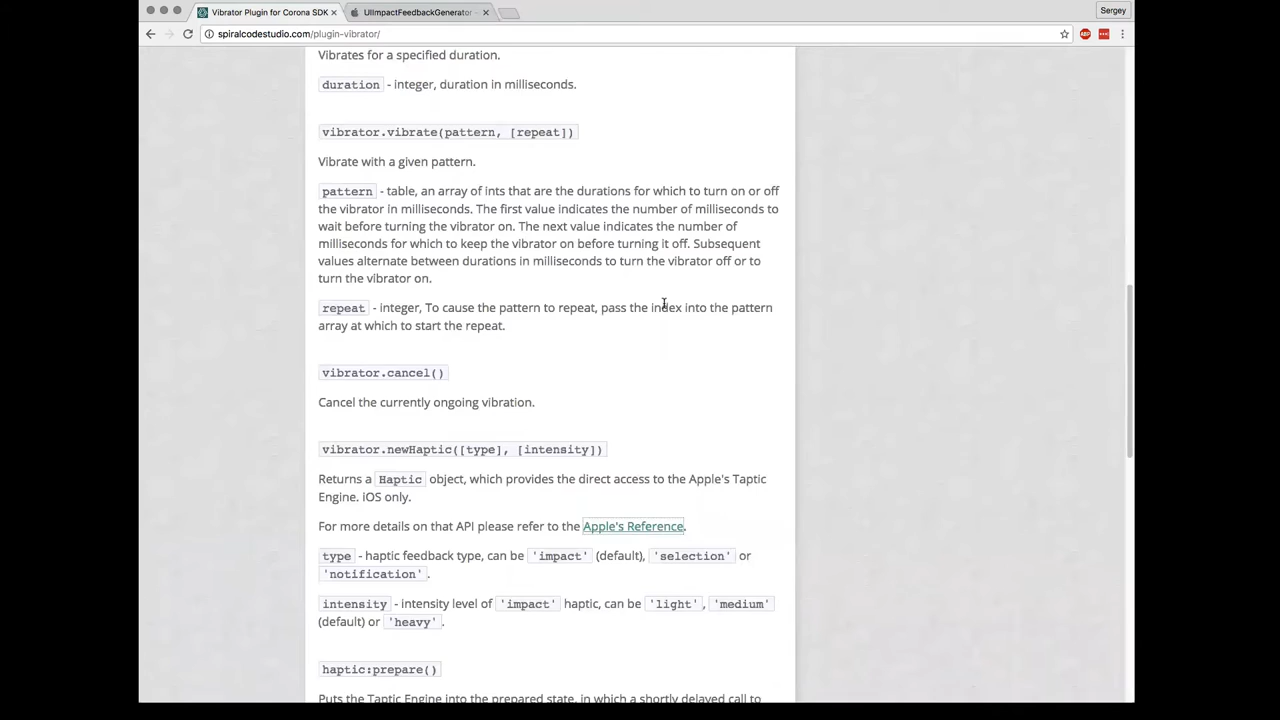 Vibrator Plugin for Corona SDK
UIImpactFeedbackGenerator -
Sergey
spiralcodestudio.com/plugin-vibrator/
ABP
Vibrates for a specified duration.
duration - integer, duration in milliseconds.
vibrator.vibrate(pattern, [repeat])
Vibrate with a given pattern.
pattern - table, an array of ints that are the durations for which to turn on or off
the vibrator in milliseconds. The first value indicates the number of milliseconds to
wait before turning the vibrator on. The next value indicates the number of
milliseconds for which to keep the vibrator on before turning it off. Subsequent
values alternate between durations in milliseconds to turn the vibrator off or to
turn the vibrator on.
repeat - integer, To cause the pattern to repeat, pass the index into the pattern
array at which to start the repeat.
vibrator.cancel()
Cancel the currently ongoing vibration.
vibrator.newHaptic([type], [intensity])
Returns a Haptic object, which provides the direct access to the Apple's Taptic
Engine. iOS only.
For more details on that API please refer to the Apple's Reference.
type - haptic feedback type, can be 'impact' (default), 'selection' or
'notification'.
intensity - intensity level of 'impact' haptic, can be 'light', 'medium'
(default) or 'heavy'.
haptic:prepare()
Puts the Taptic Engine into the prepared state, in which a shortly delayed call to